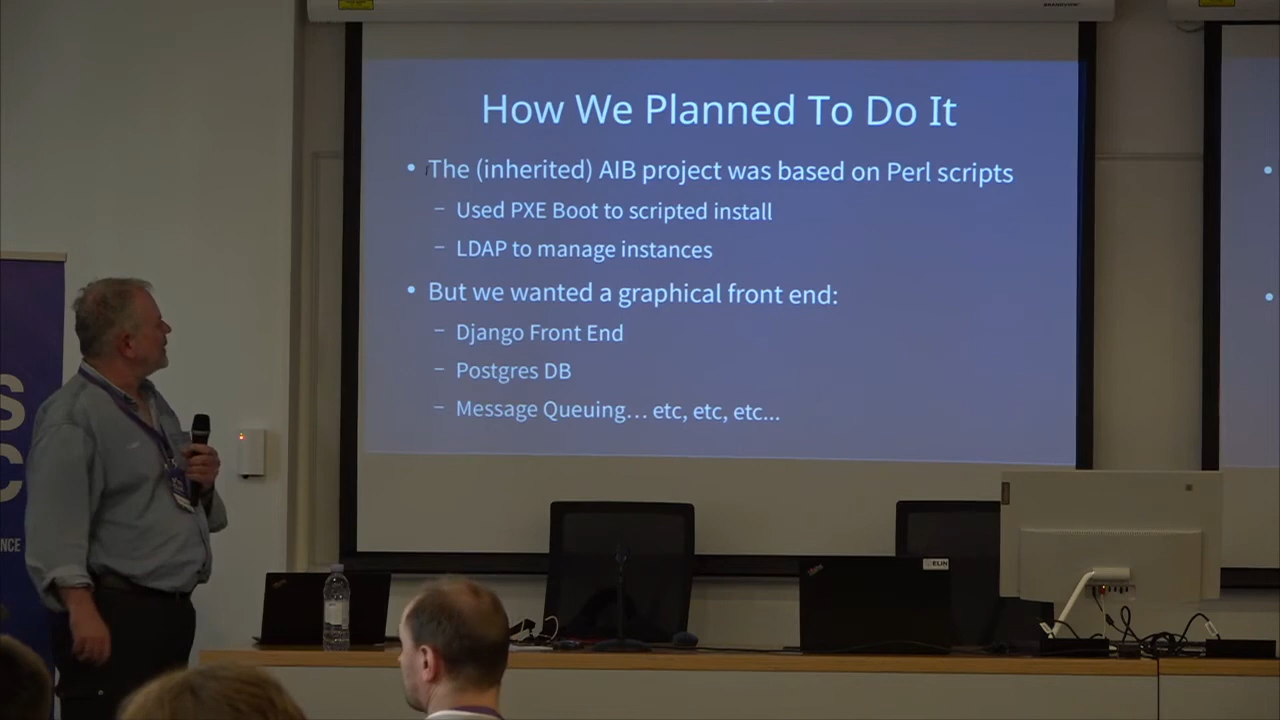 How We Planned To Do It
• The (inherited) AIB project was based on Perl scripts
– Used PXE Boot to scripted install
– LDAP to manage instances
• But we wanted a graphical front end:
– Django Front End
– Postgres DB
– Message Queuing… etc, etc, etc...
S
C
NCE
ELIN